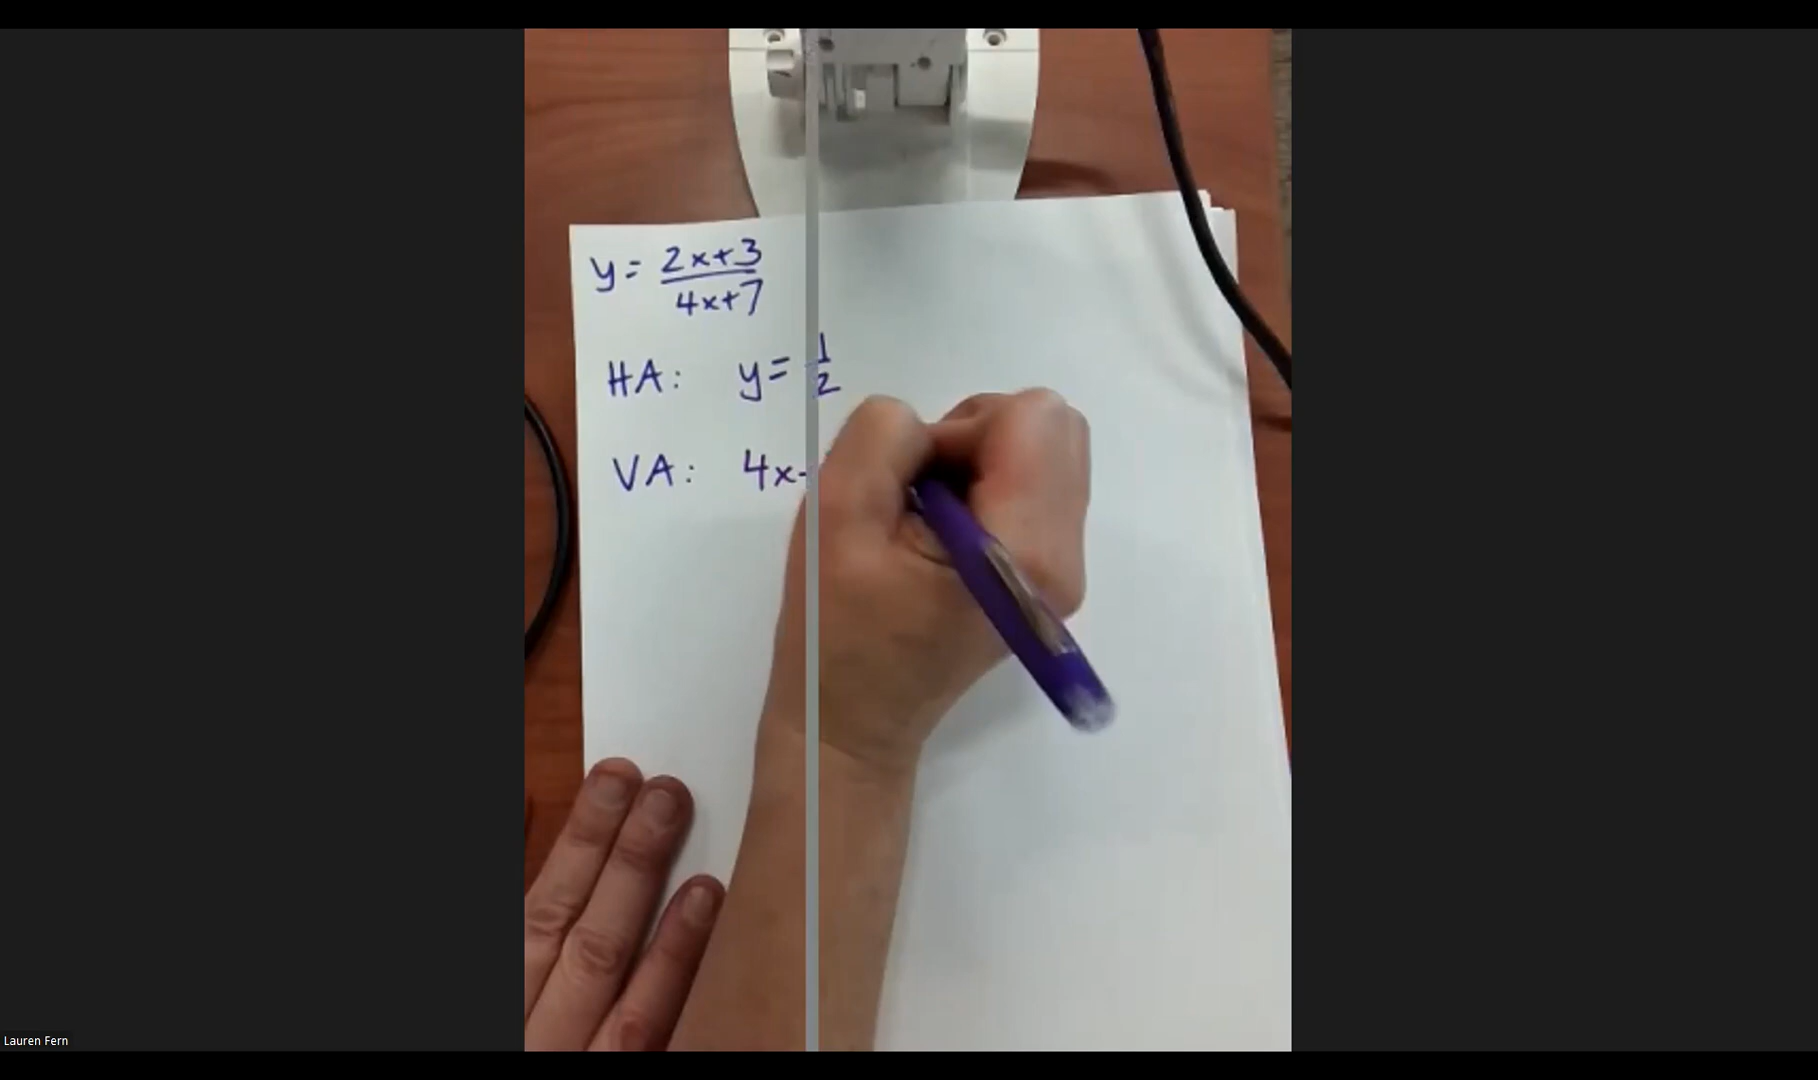 y = 2x+3
4x+7
HA: y = 1
2
VA: 4x
Lauren Fern